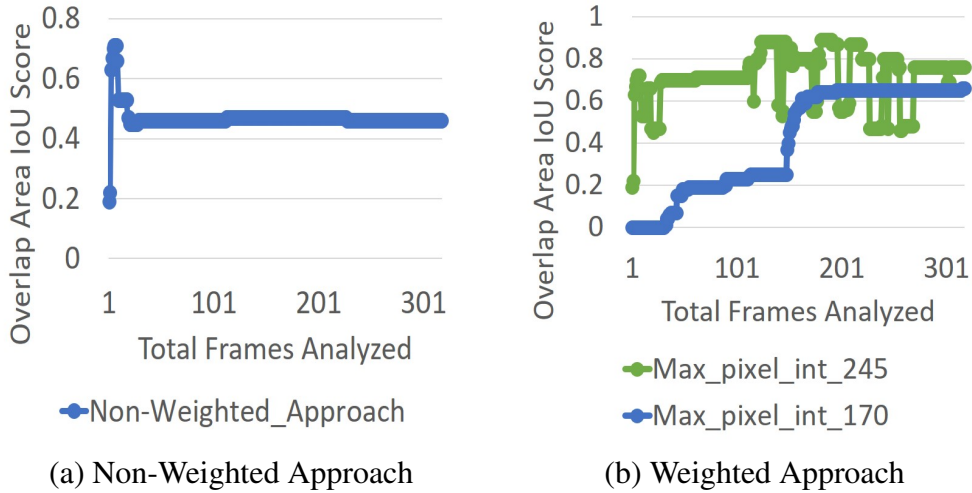 Overlap Area IoU Score
0.8
0.6
0.4
0.2
0
1 101 201 301
Total Frames Analyzed
Non-Weighted_Approach
(a) Non-Weighted Approach
Overlap Area IoU Score
1
0.8
0.6
0.4
0.2
0
1 101 201 301
Total Frames Analyzed
Max_pixel_int_245
Max_pixel_int_170
(b) Weighted Approach